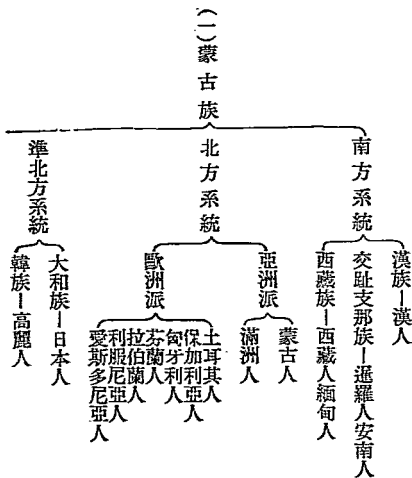 (一)蒙古族
南方系統
漢族－漢人
交趾支那族－暹羅人安南人
西藏族－西藏人緬甸人
北方系統
亞洲派
蒙古人
滿洲人
歐洲派
土耳其人
保加利亞人
匈牙利人
芬蘭人
拉伯蘭人
利服尼亞人
愛斯多尼亞人
準北方系統
大和族－日本人
韓族－高麗人